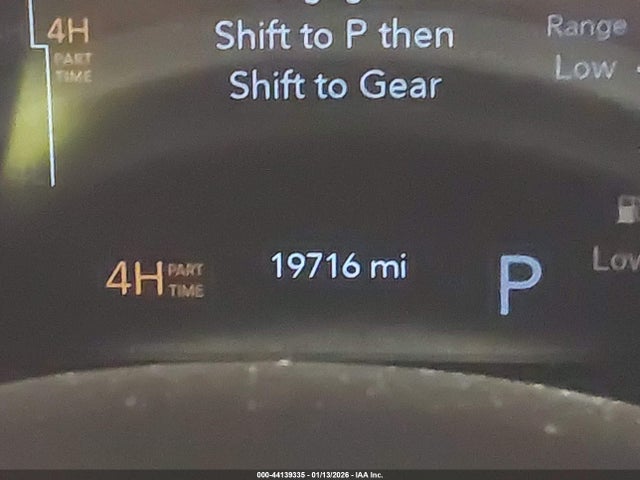 4H
PART
TIME
Shift to P then
Shift to Gear
Range
Low
4H PART
TIME
19716 mi
P
Low
000-44139335 - 01/13/2026 - IAA Inc.